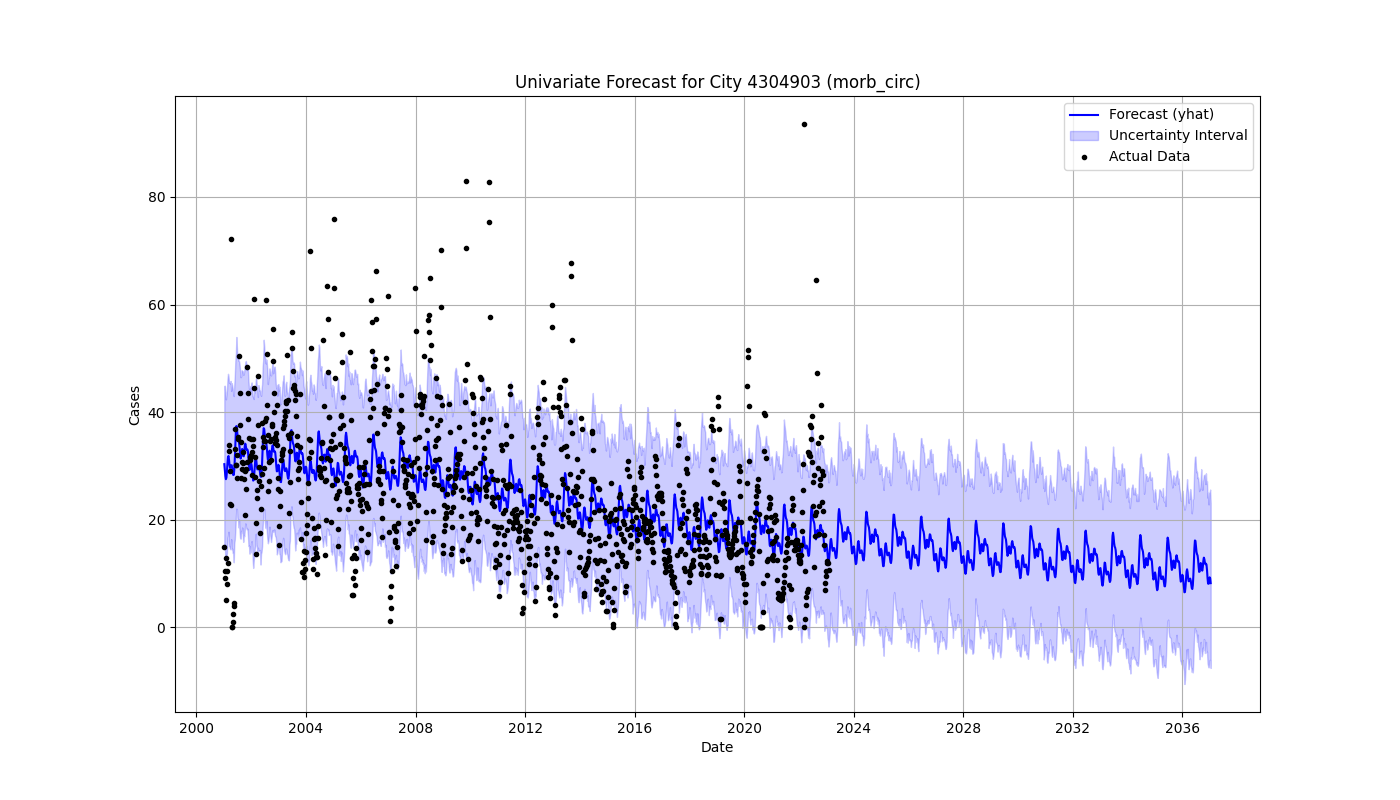 Univariate Forecast for City 4304903 (morb_circ)
Forecast (yhat)
Uncertainty Interval
Actual Data
Cases
80
60
40
20
0
2000 2004 2008 2012 2016 2020 2024 2028 2032 2036
Date